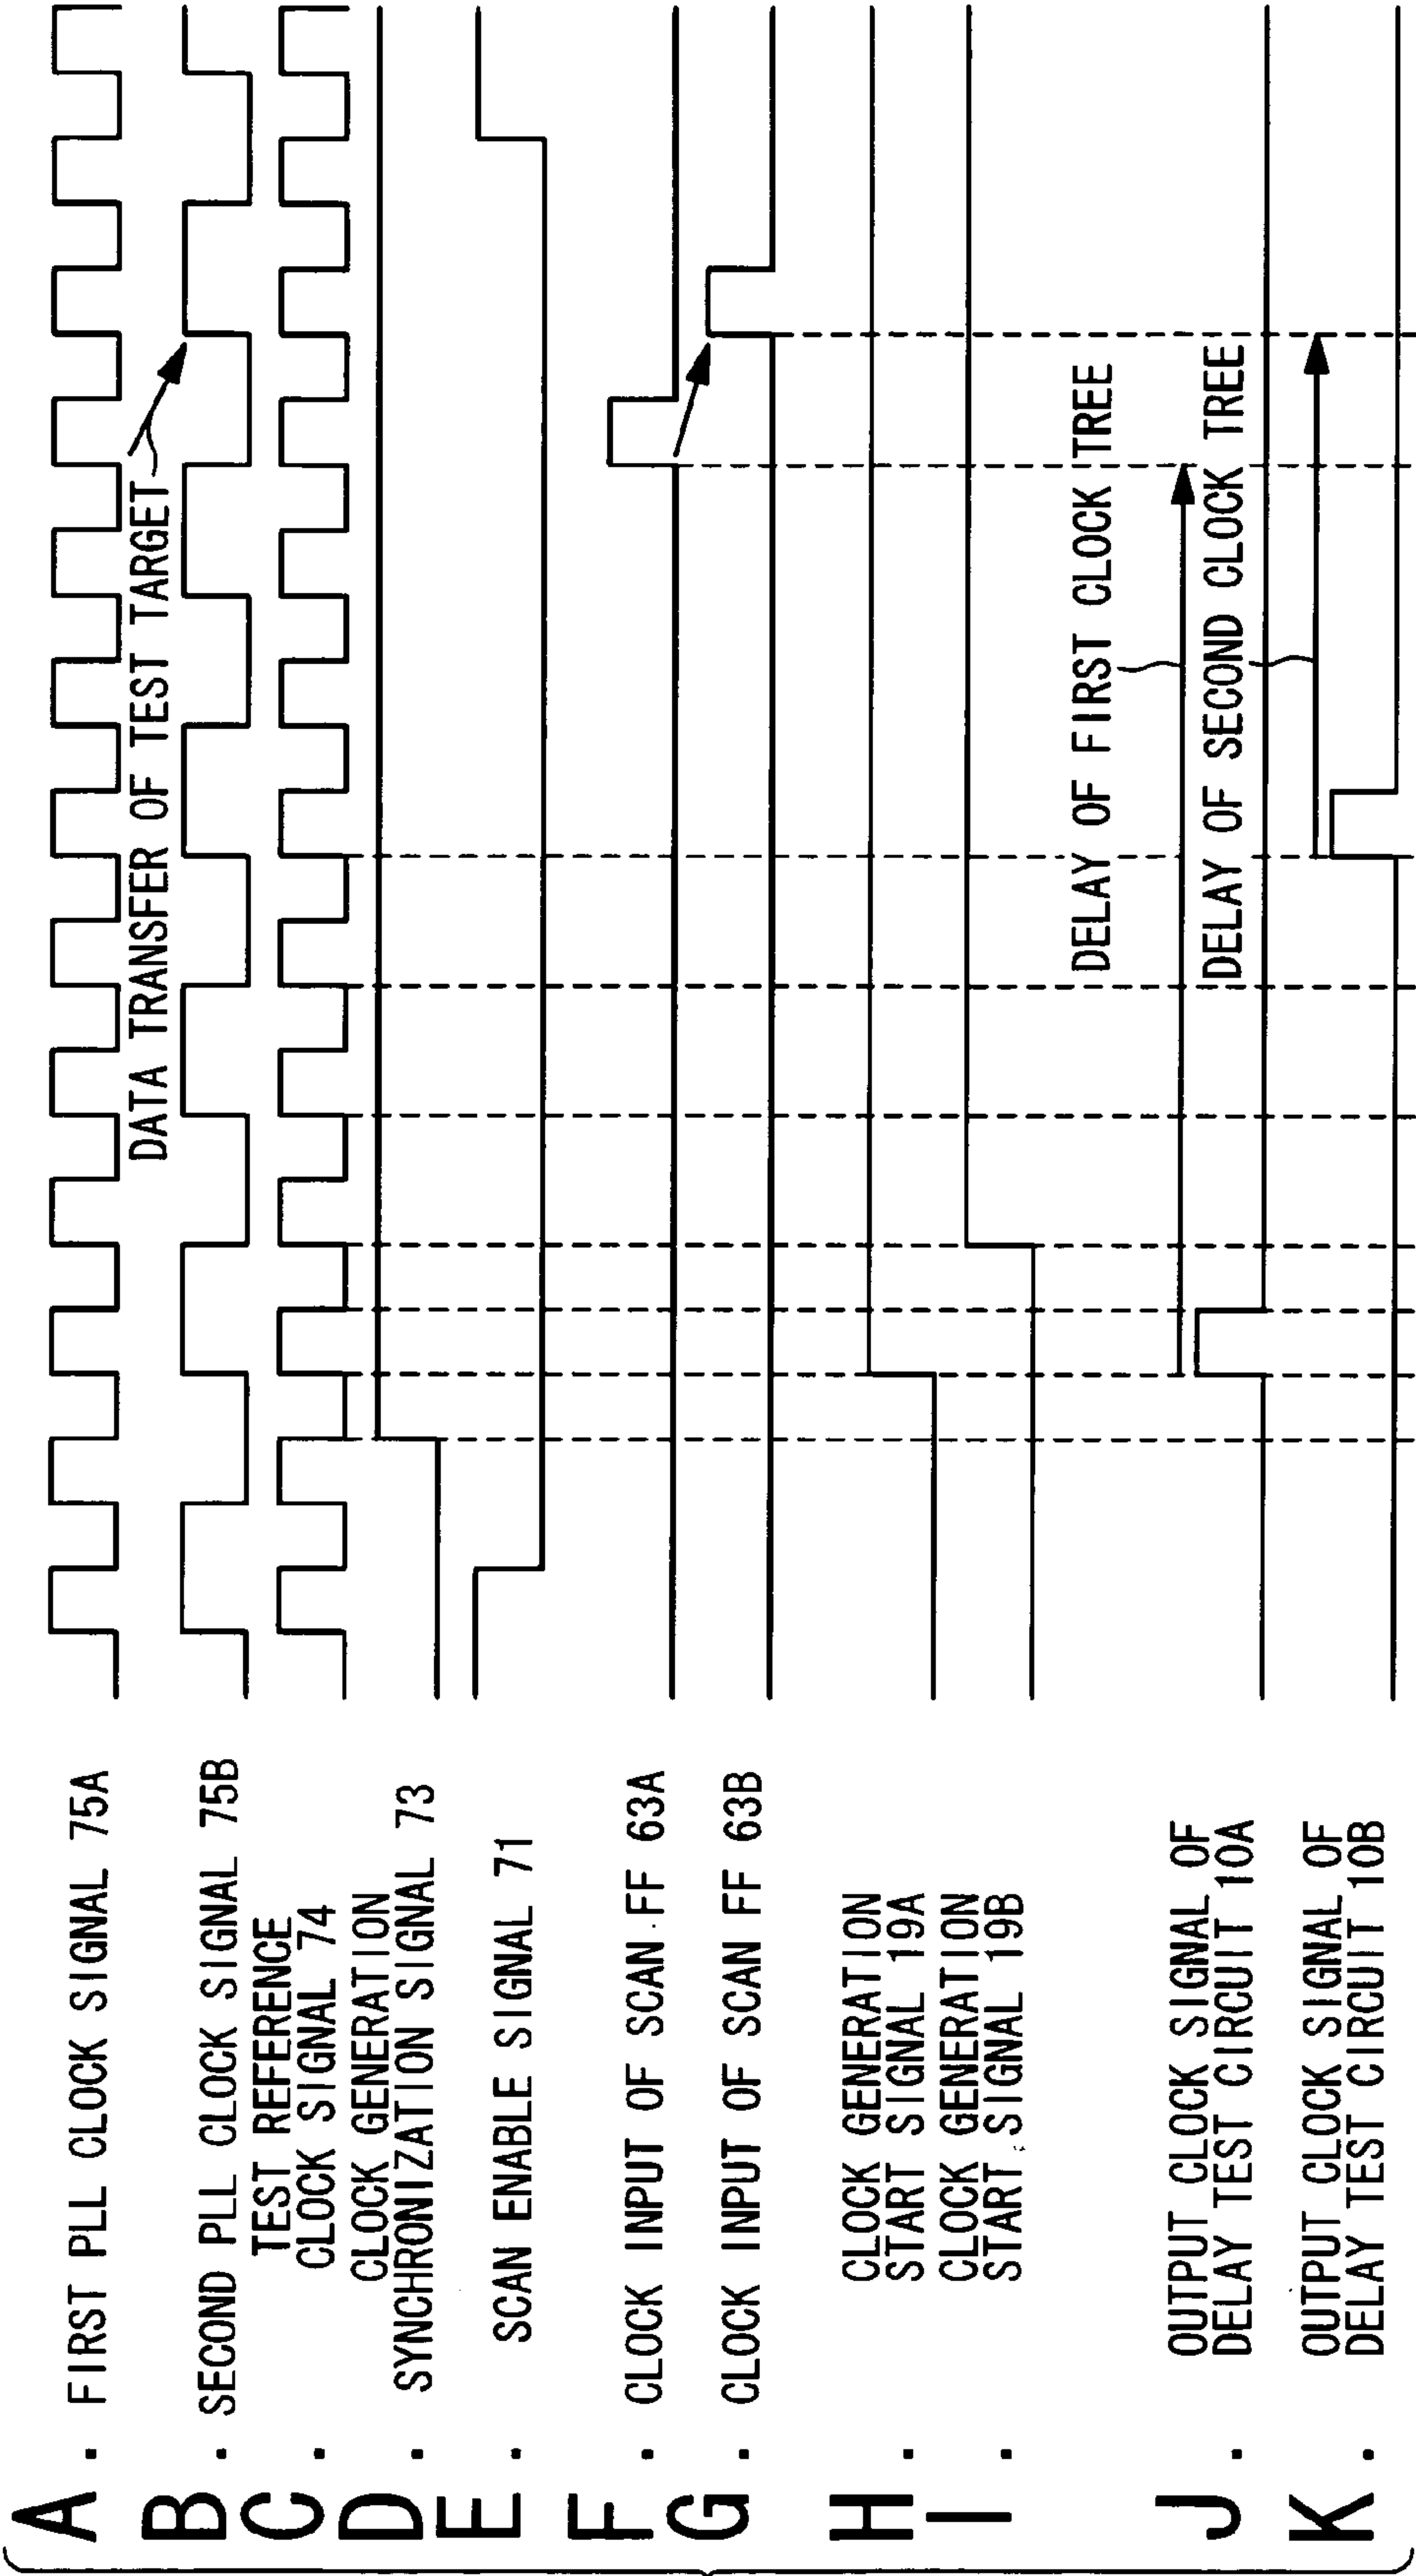 A. FIRST PLL CLOCK SIGNAL 75A
DATA TRANSFER OF TEST TARGET
B. SECOND PLL CLOCK SIGNAL 75B
C. TEST REFERENCE
CLOCK SIGNAL 74
D. CLOCK GENERATION
SYNCHRONIZATION SIGNAL 73
E. SCAN ENABLE SIGNAL 71
F. CLOCK INPUT OF SCAN FF 63A
G. CLOCK INPUT OF SCAN FF 63B
H. CLOCK GENERATION
START SIGNAL 19A
I. CLOCK GENERATION
START SIGNAL 19B
DELAY OF FIRST CLOCK TREE
J. OUTPUT CLOCK SIGNAL OF
DELAY TEST CIRCUIT 10A
DELAY OF SECOND CLOCK TREE
K. OUTPUT CLOCK SIGNAL OF
DELAY TEST CIRCUIT 10B